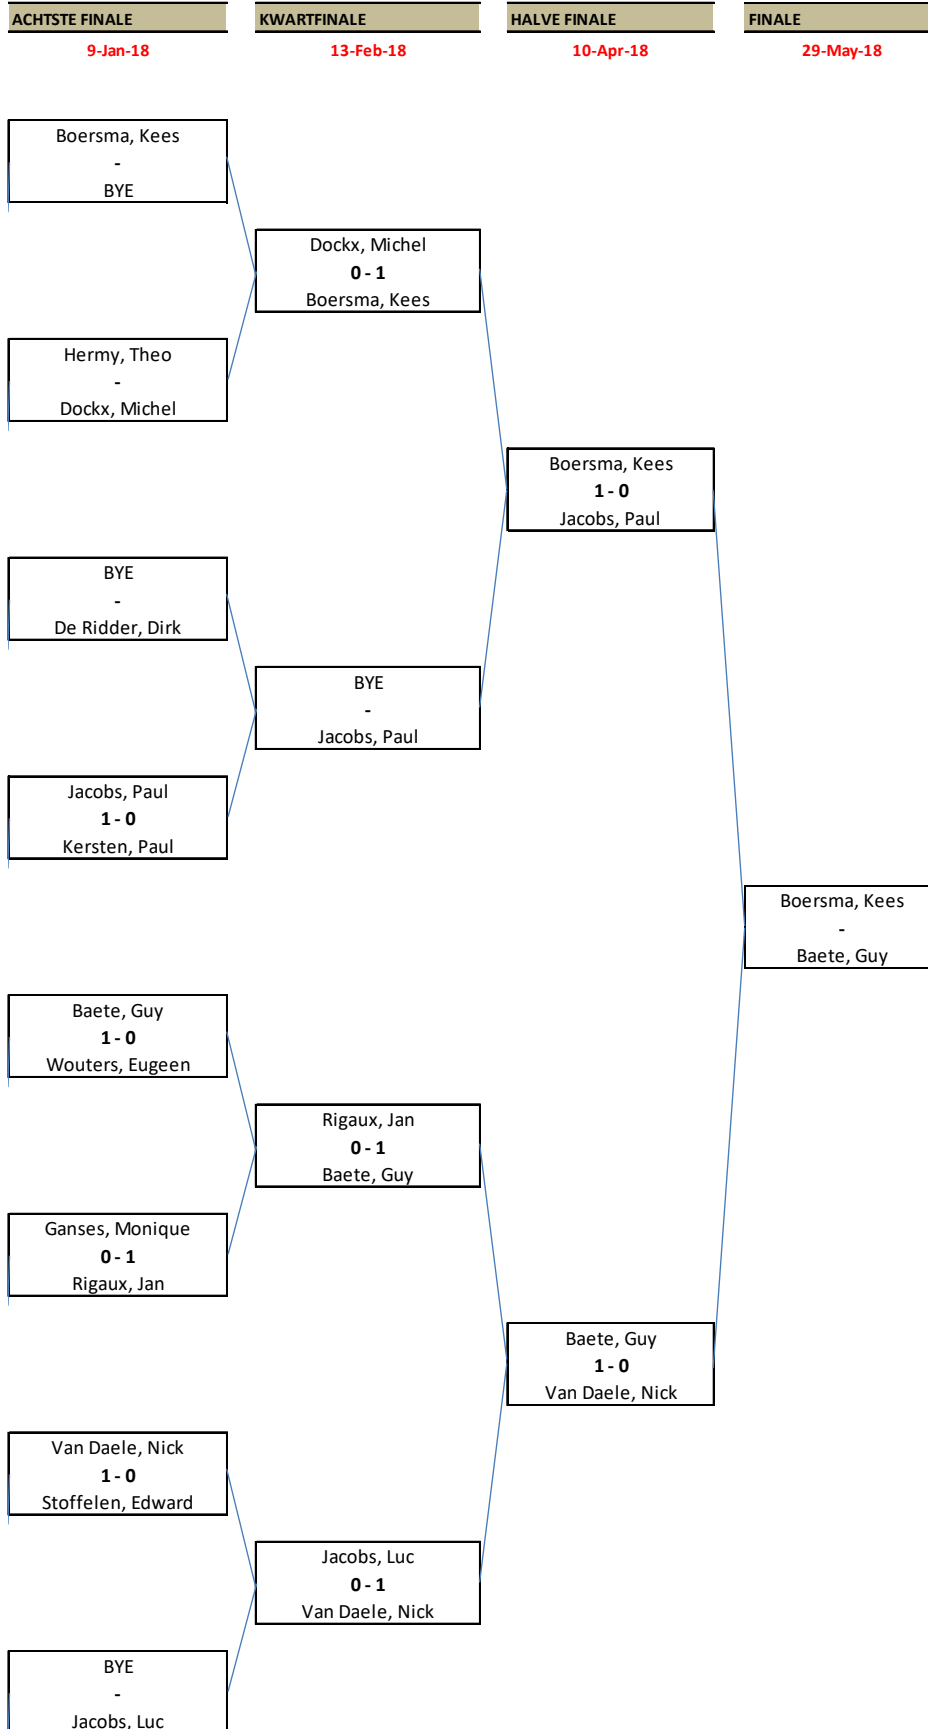 ACHTSTE FINALE
9-Jan-18
Boersma, Kees
-
BYE
Hermy, Theo
-
Dockx, Michel
BYE
-
De Ridder, Dirk
Jacobs, Paul
1 - 0
Kersten, Paul
Baete, Guy
1 - 0
Wouters, Eugeen
Ganses, Monique
0 - 1
Rigaux, Jan
Van Daele, Nick
1 - 0
Stoffelen, Edward
BYE
-
Jacobs, Luc
KWARTFINALE
13-Feb-18
Dockx, Michel
0 - 1
Boersma, Kees
BYE
-
Jacobs, Paul
Rigaux, Jan
0 - 1
Baete, Guy
Jacobs, Luc
0 - 1
Van Daele, Nick
HALVE FINALE
10-Apr-18
Boersma, Kees
1 - 0
Jacobs, Paul
Baete, Guy
1 - 0
Van Daele, Nick
FINALE
29-May-18
Boersma, Kees
-
Baete, Guy